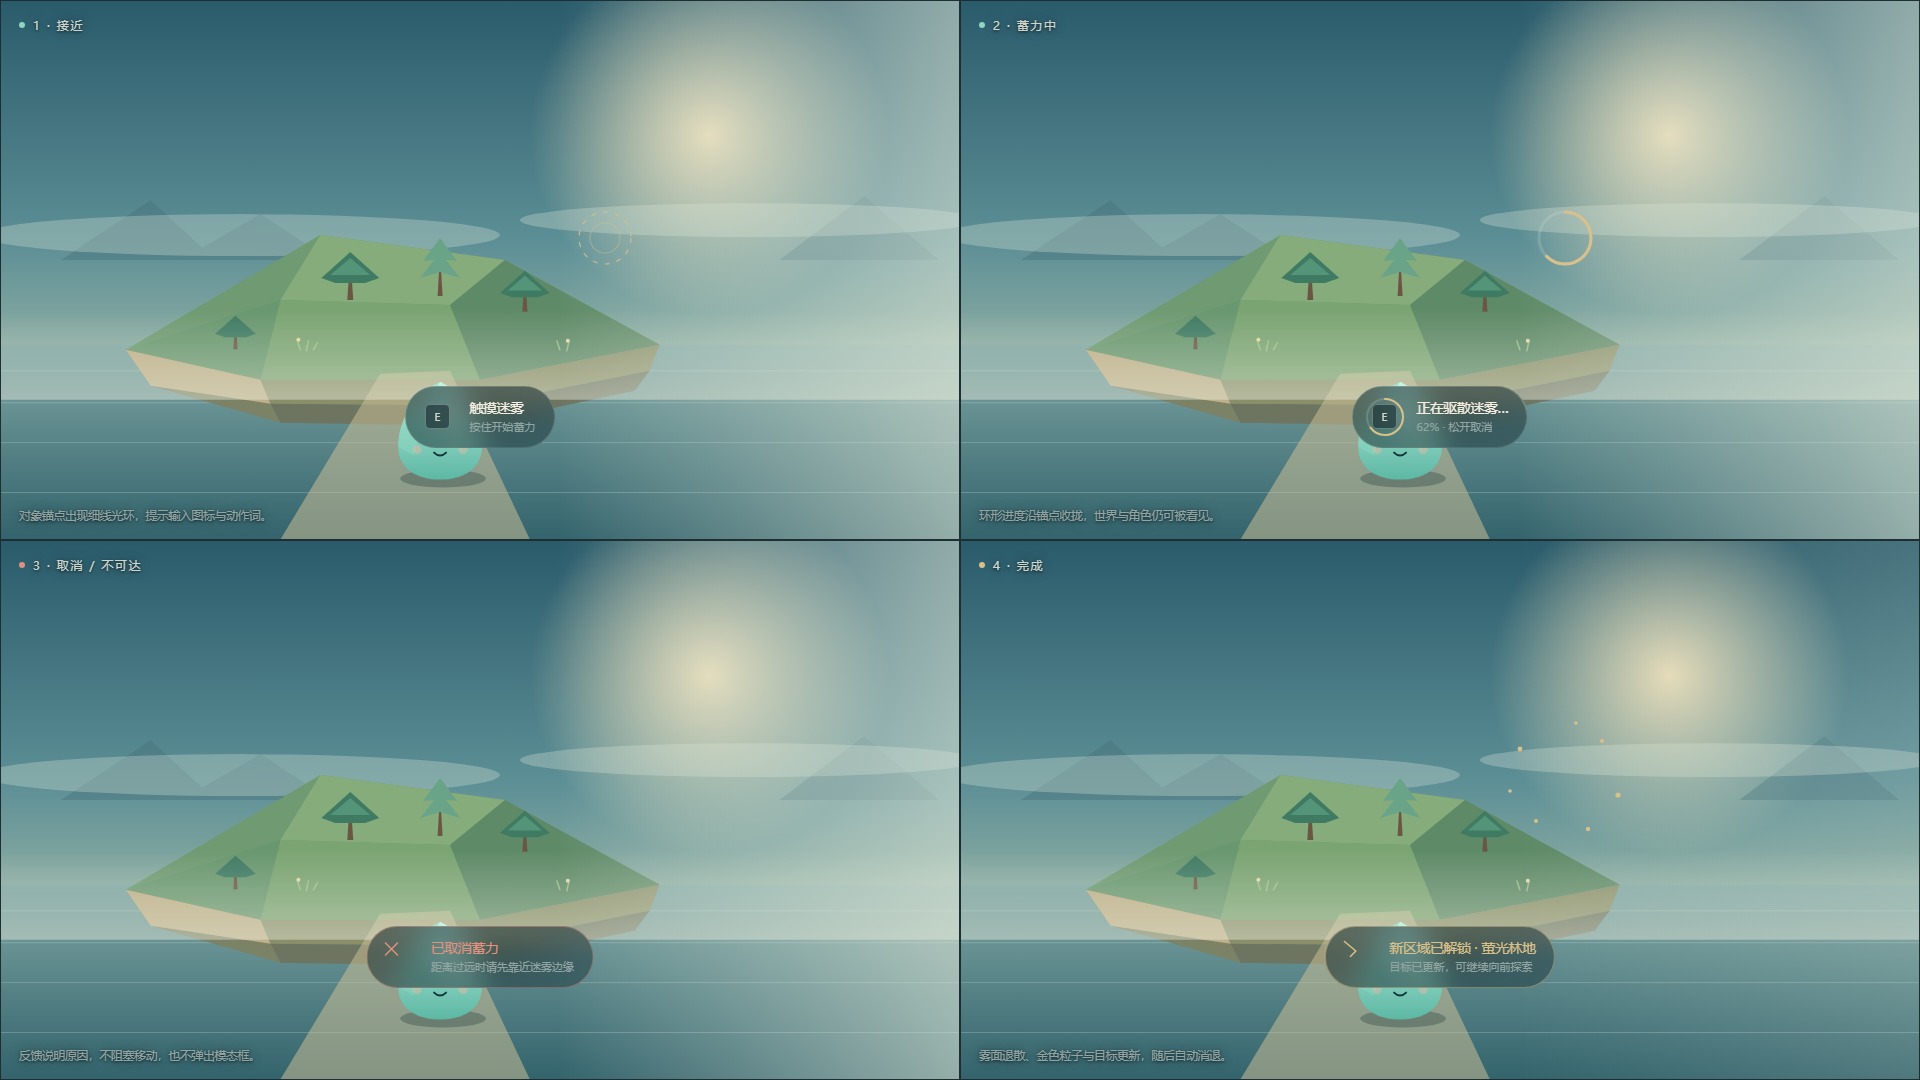 1 · 接近
E
触摸迷雾
按住开始蓄力
对象锚点出现细线光环，提示输入图标与动作词。
2 · 蓄力中
E
正在驱散迷雾...
62% · 松开取消
环形进度沿锚点收拢，世界与角色仍可被看见。
3 · 取消 / 不可达
已取消蓄力
距离过远时请先靠近迷雾边缘
反馈说明原因，不阻塞移动，也不弹出模态框。
4 · 完成
新区域已解锁 · 萤光林地
目标已更新，可继续向前探索
雾面退散、金色粒子与目标更新，随后自动消退。